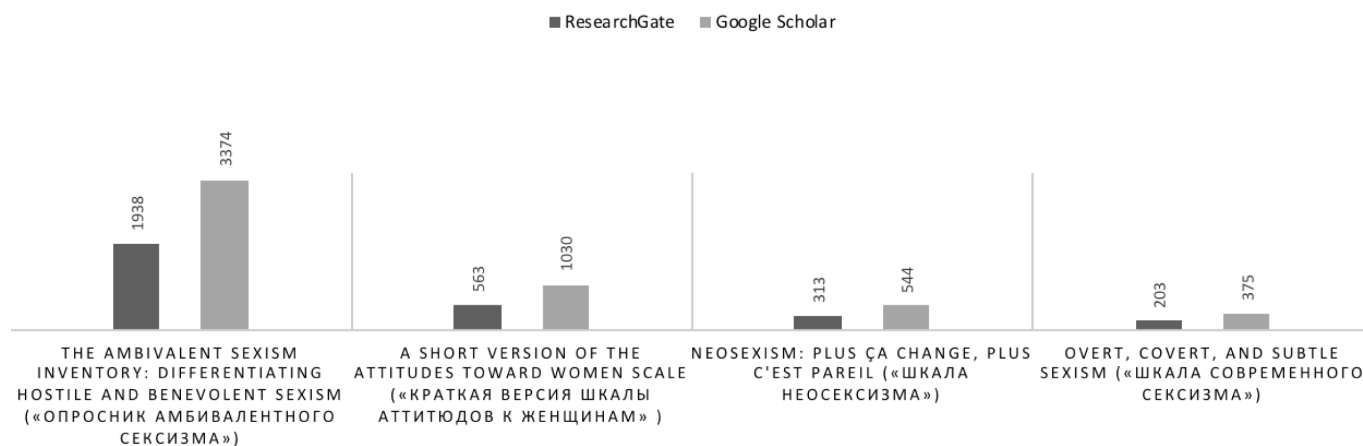 ResearchGate Google Scholar
1938
3374
563
1030
313
544
203
375
THE AMBIVALENT SEXISM
INVENTORY: DIFFERENTIATING
HOSTILE AND BENEVOLENT SEXISM
(«ОПРОСНИК АМБИВАЛЕНТНОГО
СЕКСИЗМА»)
A SHORT VERSION OF THE
ATTITUDES TOWARD WOMEN SCALE
(«КРАТКАЯ ВЕРСИЯ ШКАЛЫ
АТТИТЮДОВ К ЖЕНЩИНАМ» )
NEOSEXISM: PLUS ÇA CHANGE, PLUS
C'EST PAREIL («ШКАЛА
НЕОСЕКСИЗМА»)
OVERT, COVERT, AND SUBTLE
SEXISM («ШКАЛА СОВРЕМЕННОГО
СЕКСИЗМА»)